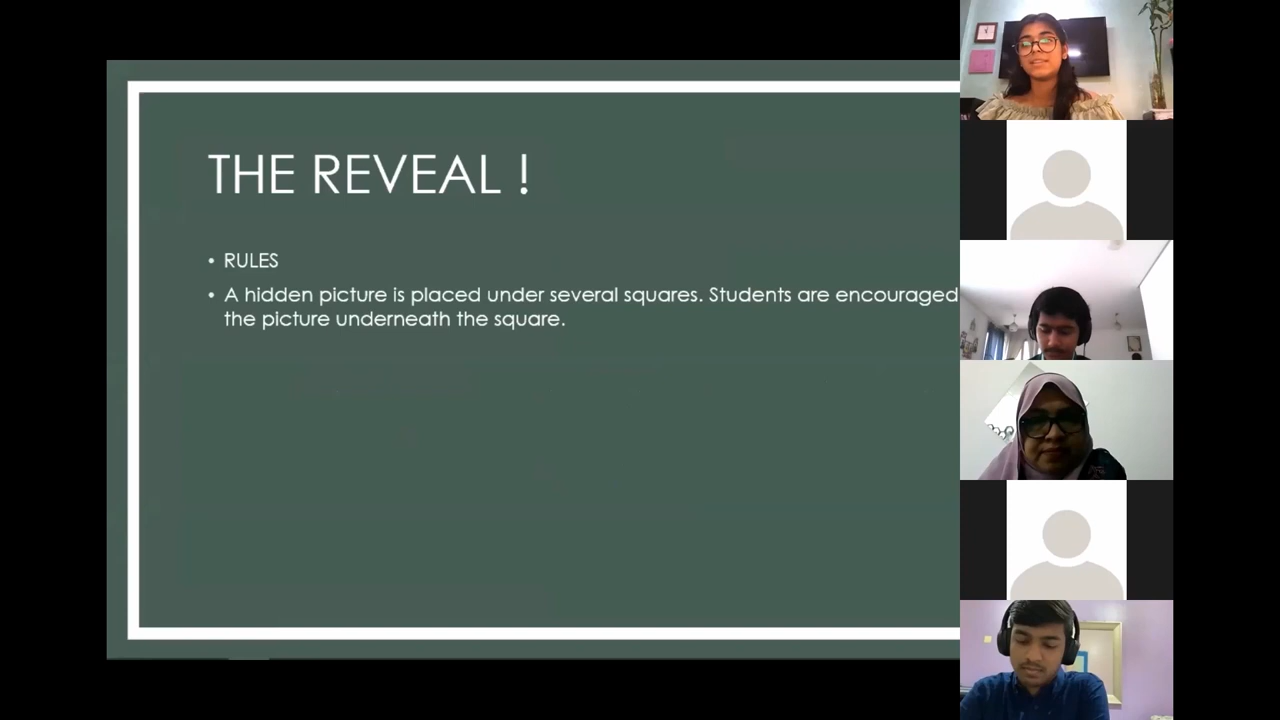 THE REVEAL !
• RULES
• A hidden picture is placed under several squares. Students are encouraged
the picture underneath the square.